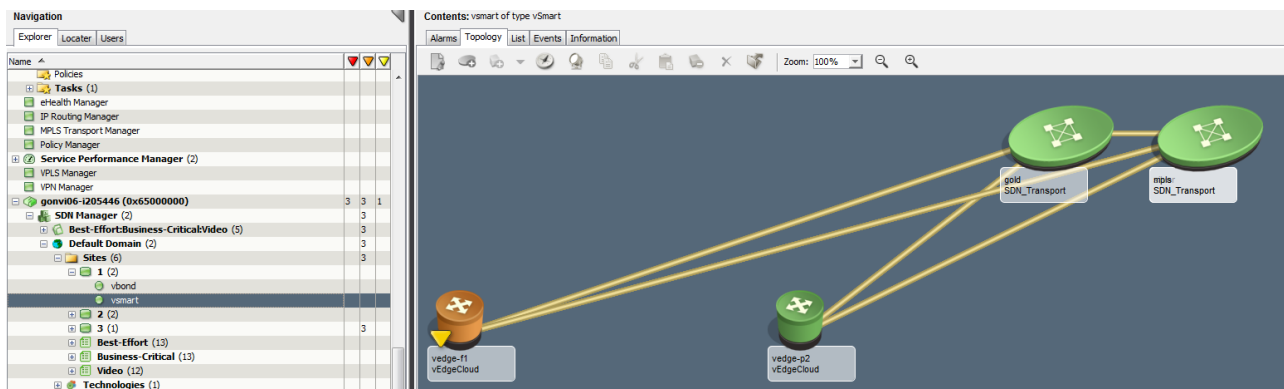 Navigation
Explorer Locater Users
Name
Policies
Tasks (1)
eHealth Manager
IP Routing Manager
MPLS Transport Manager
Policy Manager
Service Performance Manager (2)
VPLS Manager
VPN Manager
gonvi06-i205446 (0x65000000) 3 3 1
SDN Manager (2) 3
Best-Effort:Business-Critical:Video (5) 3
Default Domain (2) 3
Sites (6) 3
1 (2)
vbond
vsmart
2 (2)
3 (1) 3
Best-Effort (13)
Business-Critical (13)
Video (12)
Technologies (1)
Contents: vsmart of type vSmart
Alarms Topology List Events Information
Zoom: 100%
gold
SDN_Transport
mpls
SDN_Transport
vedge-f1
vEdgeCloud
vedge-p2
vEdgeCloud